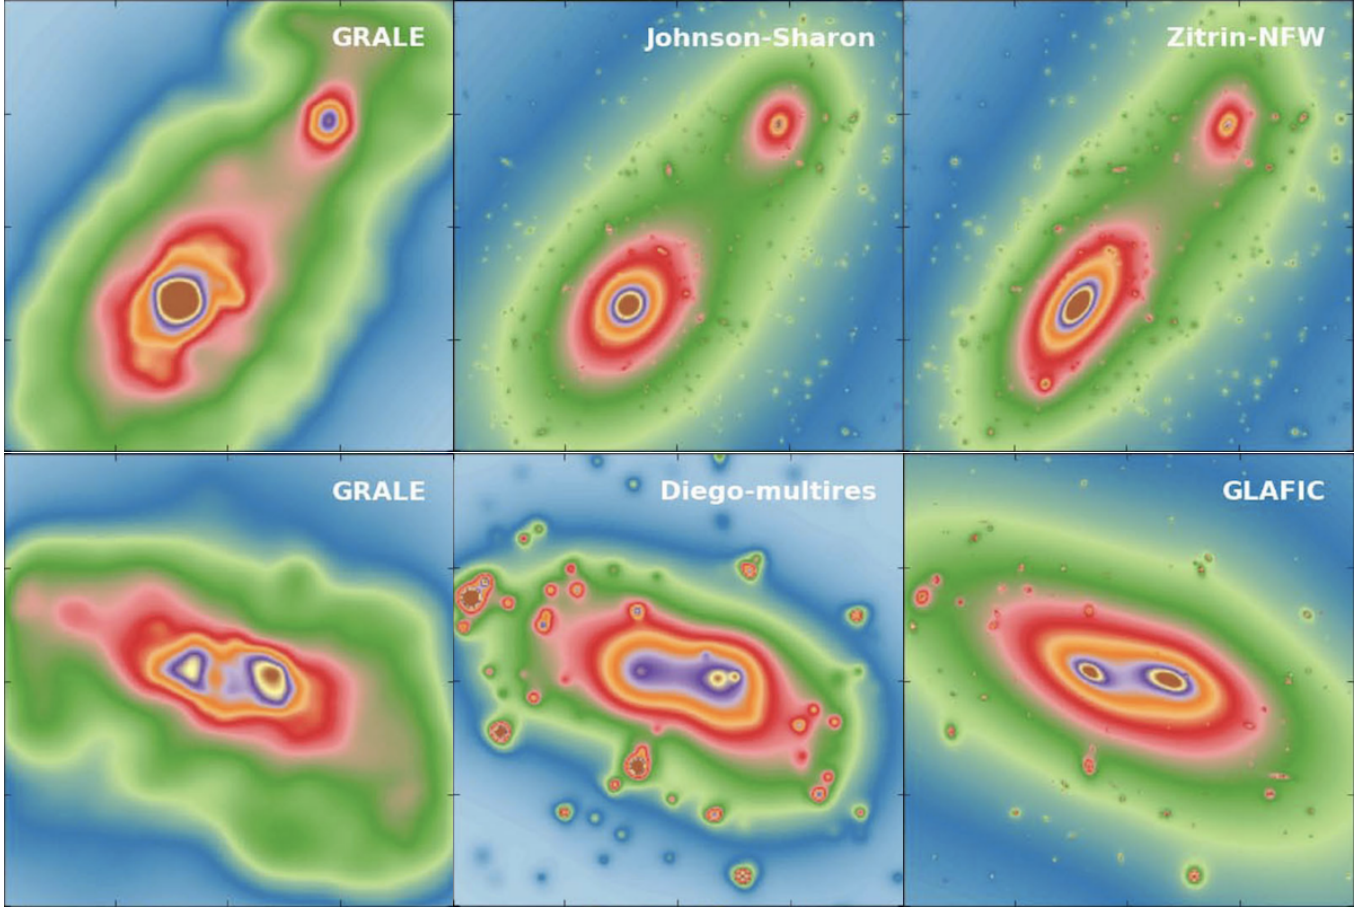 GRALE
Johnson-Sharon
Zitrin-NFW
GRALE
Diego-multires
GLAFIC